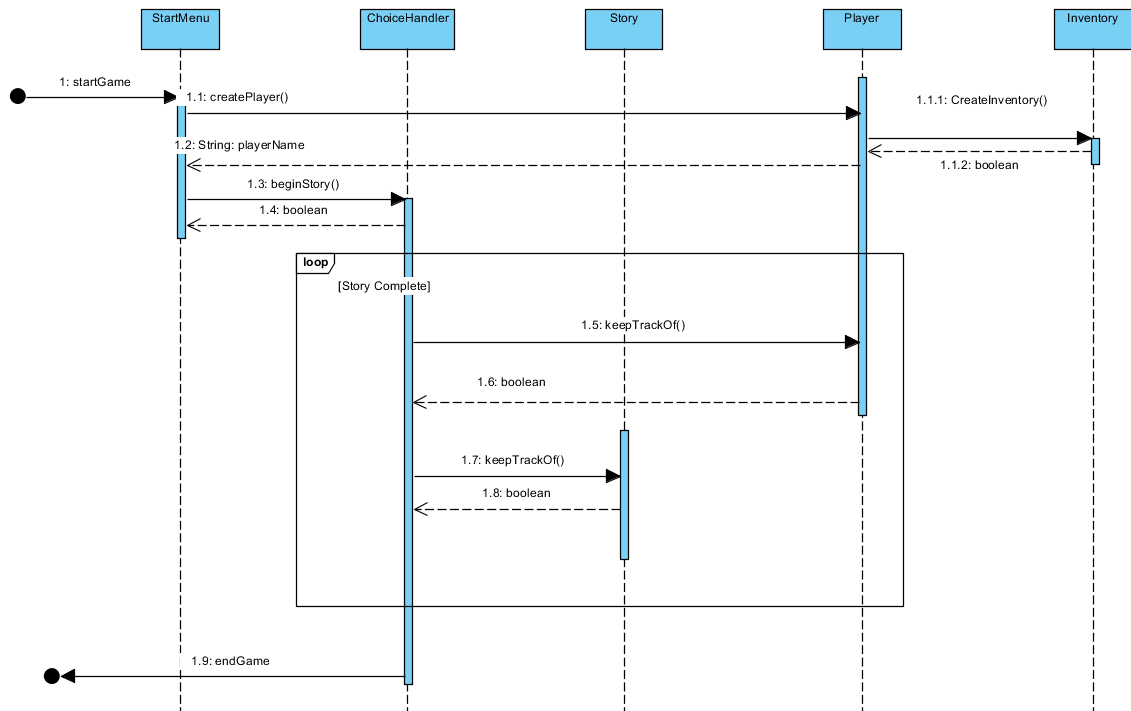 StartMenu
ChoiceHandler
Story
Player
Inventory
1: startGame
1.1: createPlayer()
1.1.1: CreateInventory()
1.2: String: playerName
1.1.2: boolean
1.3: beginStory()
1.4: boolean
loop
[Story Complete]
1.5: keepTrackOf()
1.6: boolean
1.7: keepTrackOf()
1.8: boolean
1.9: endGame